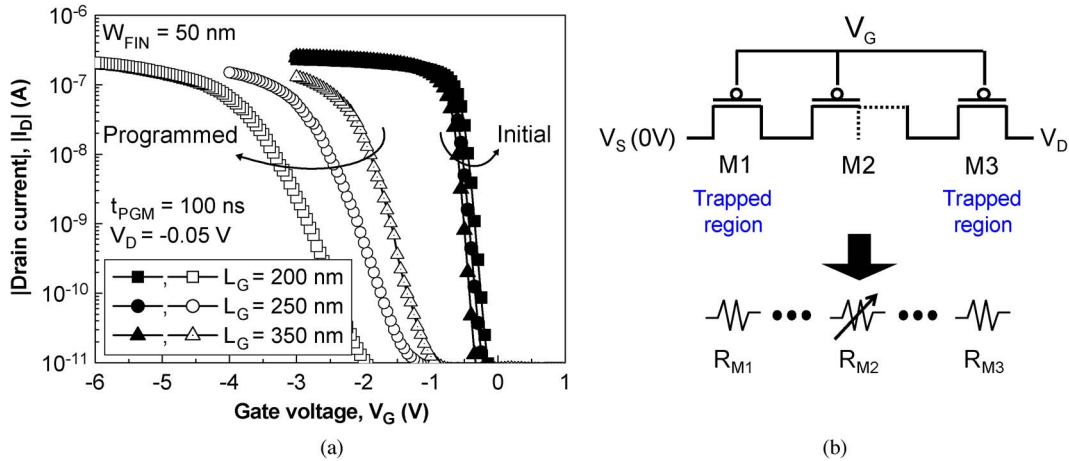 10⁻⁶
10⁻⁷
10⁻⁸
10⁻⁹
10⁻¹⁰
10⁻¹¹
|Drain current|, |I_D| (A)
W_FIN = 50 nm
Programmed
Initial
t_PGM = 100 ns
V_D = -0.05 V
, L_G = 200 nm
, L_G = 250 nm
, L_G = 350 nm
-6 -5 -4 -3 -2 -1 0 1
Gate voltage, V_G (V)
(a)
V_G
V_S (0V)
V_D
M1 M2 M3
Trapped region
Trapped region
R_M1 R_M2 R_M3
(b)